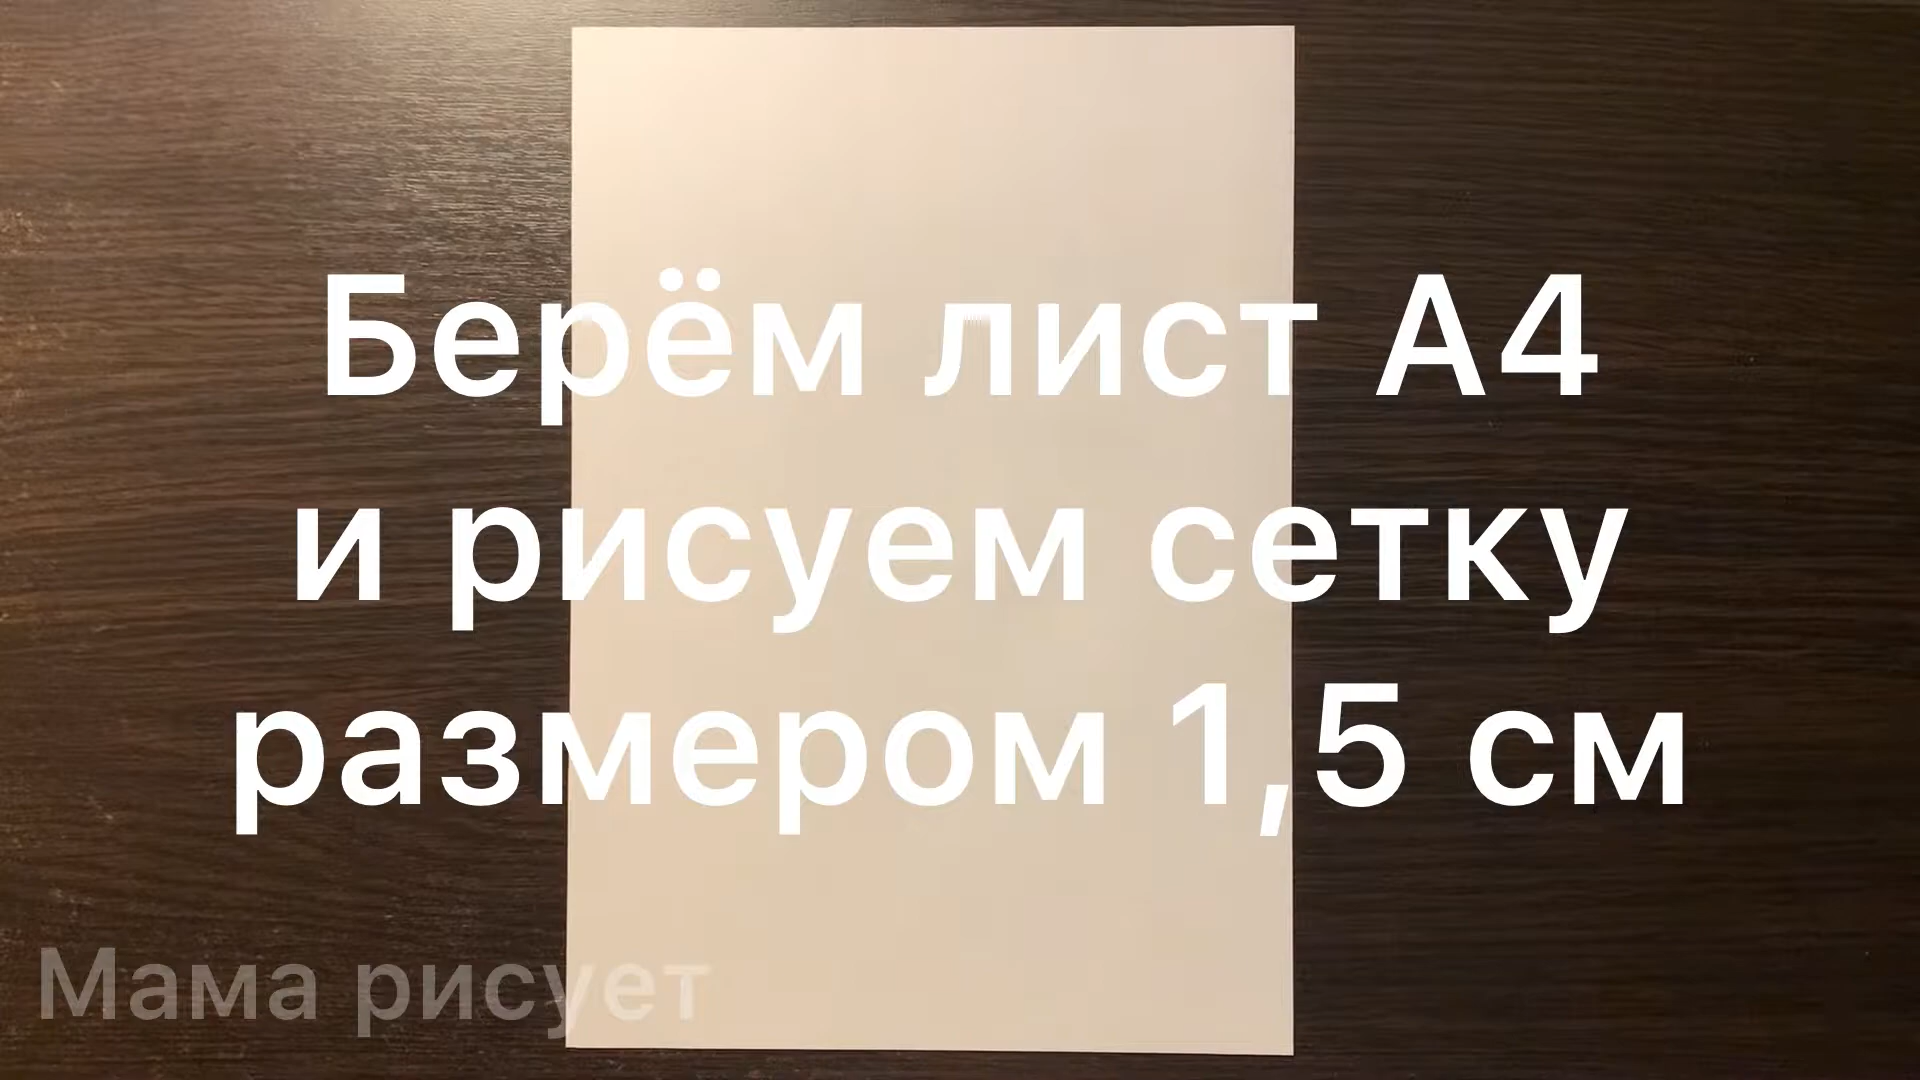 Берём лист А4
и рисуем сетку
размером 1,5 см
Мама рисует